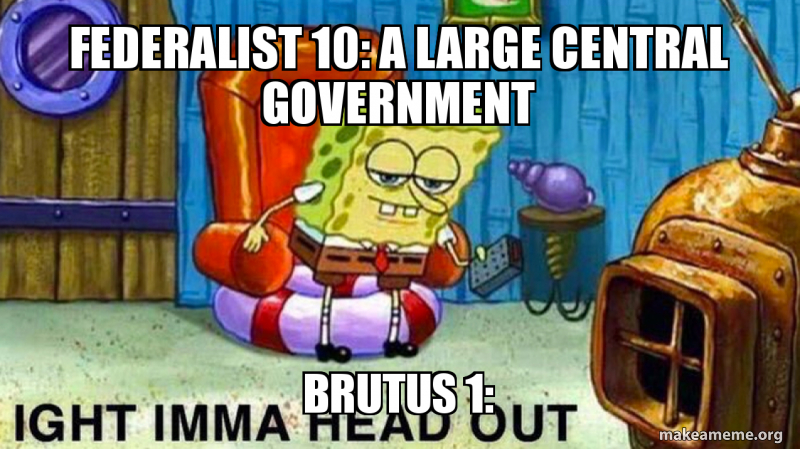 FEDERALIST 10: A LARGE CENTRAL
GOVERNMENT
BRUTUS 1:
IGHT IMMA HEAD OUT
makeameme.org